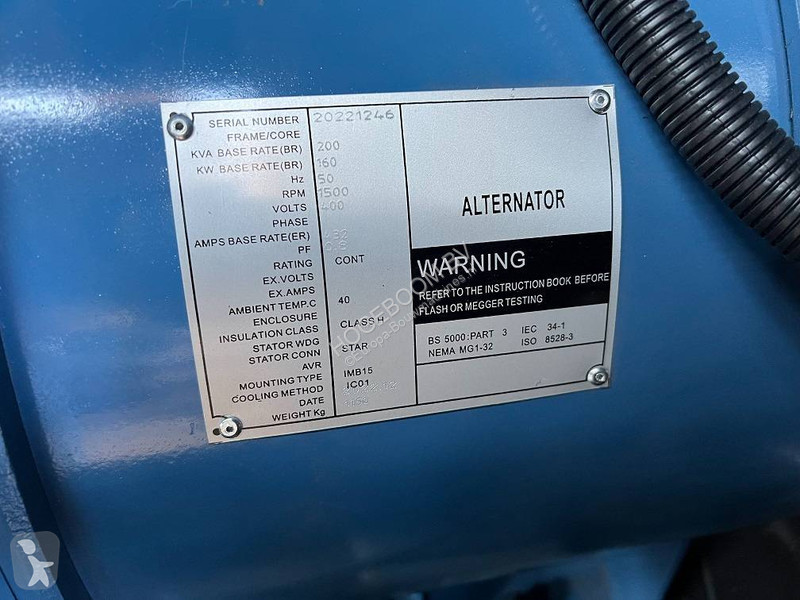 SERIAL NUMBER 20221246
FRAME/CORE
KVA BASE RATE(BR) 200
KW BASE RATE(BR) 160
Hz 50
RPM 1500
VOLTS 400
PHASE
AMPS BASE RATE(ER)
PF 0.8
RATING CONT
EX.VOLTS
EX.AMPS
AMBIENT TEMP.C 40
ENCLOSURE
INSULATION CLASS CLASS H
STATOR WDG
STATOR CONN STAR
AVR
MOUNTING TYPE IMB15
COOLING METHOD IC01
DATE
WEIGHT Kg
ALTERNATOR
WARNING
REFER TO THE INSTRUCTION BOOK BEFORE
FLASH OR MEGGER TESTING
BS 5000:PART 3 IEC 34-1
NEMA MG1-32 ISO 8528-3
HOGEBOOM BV